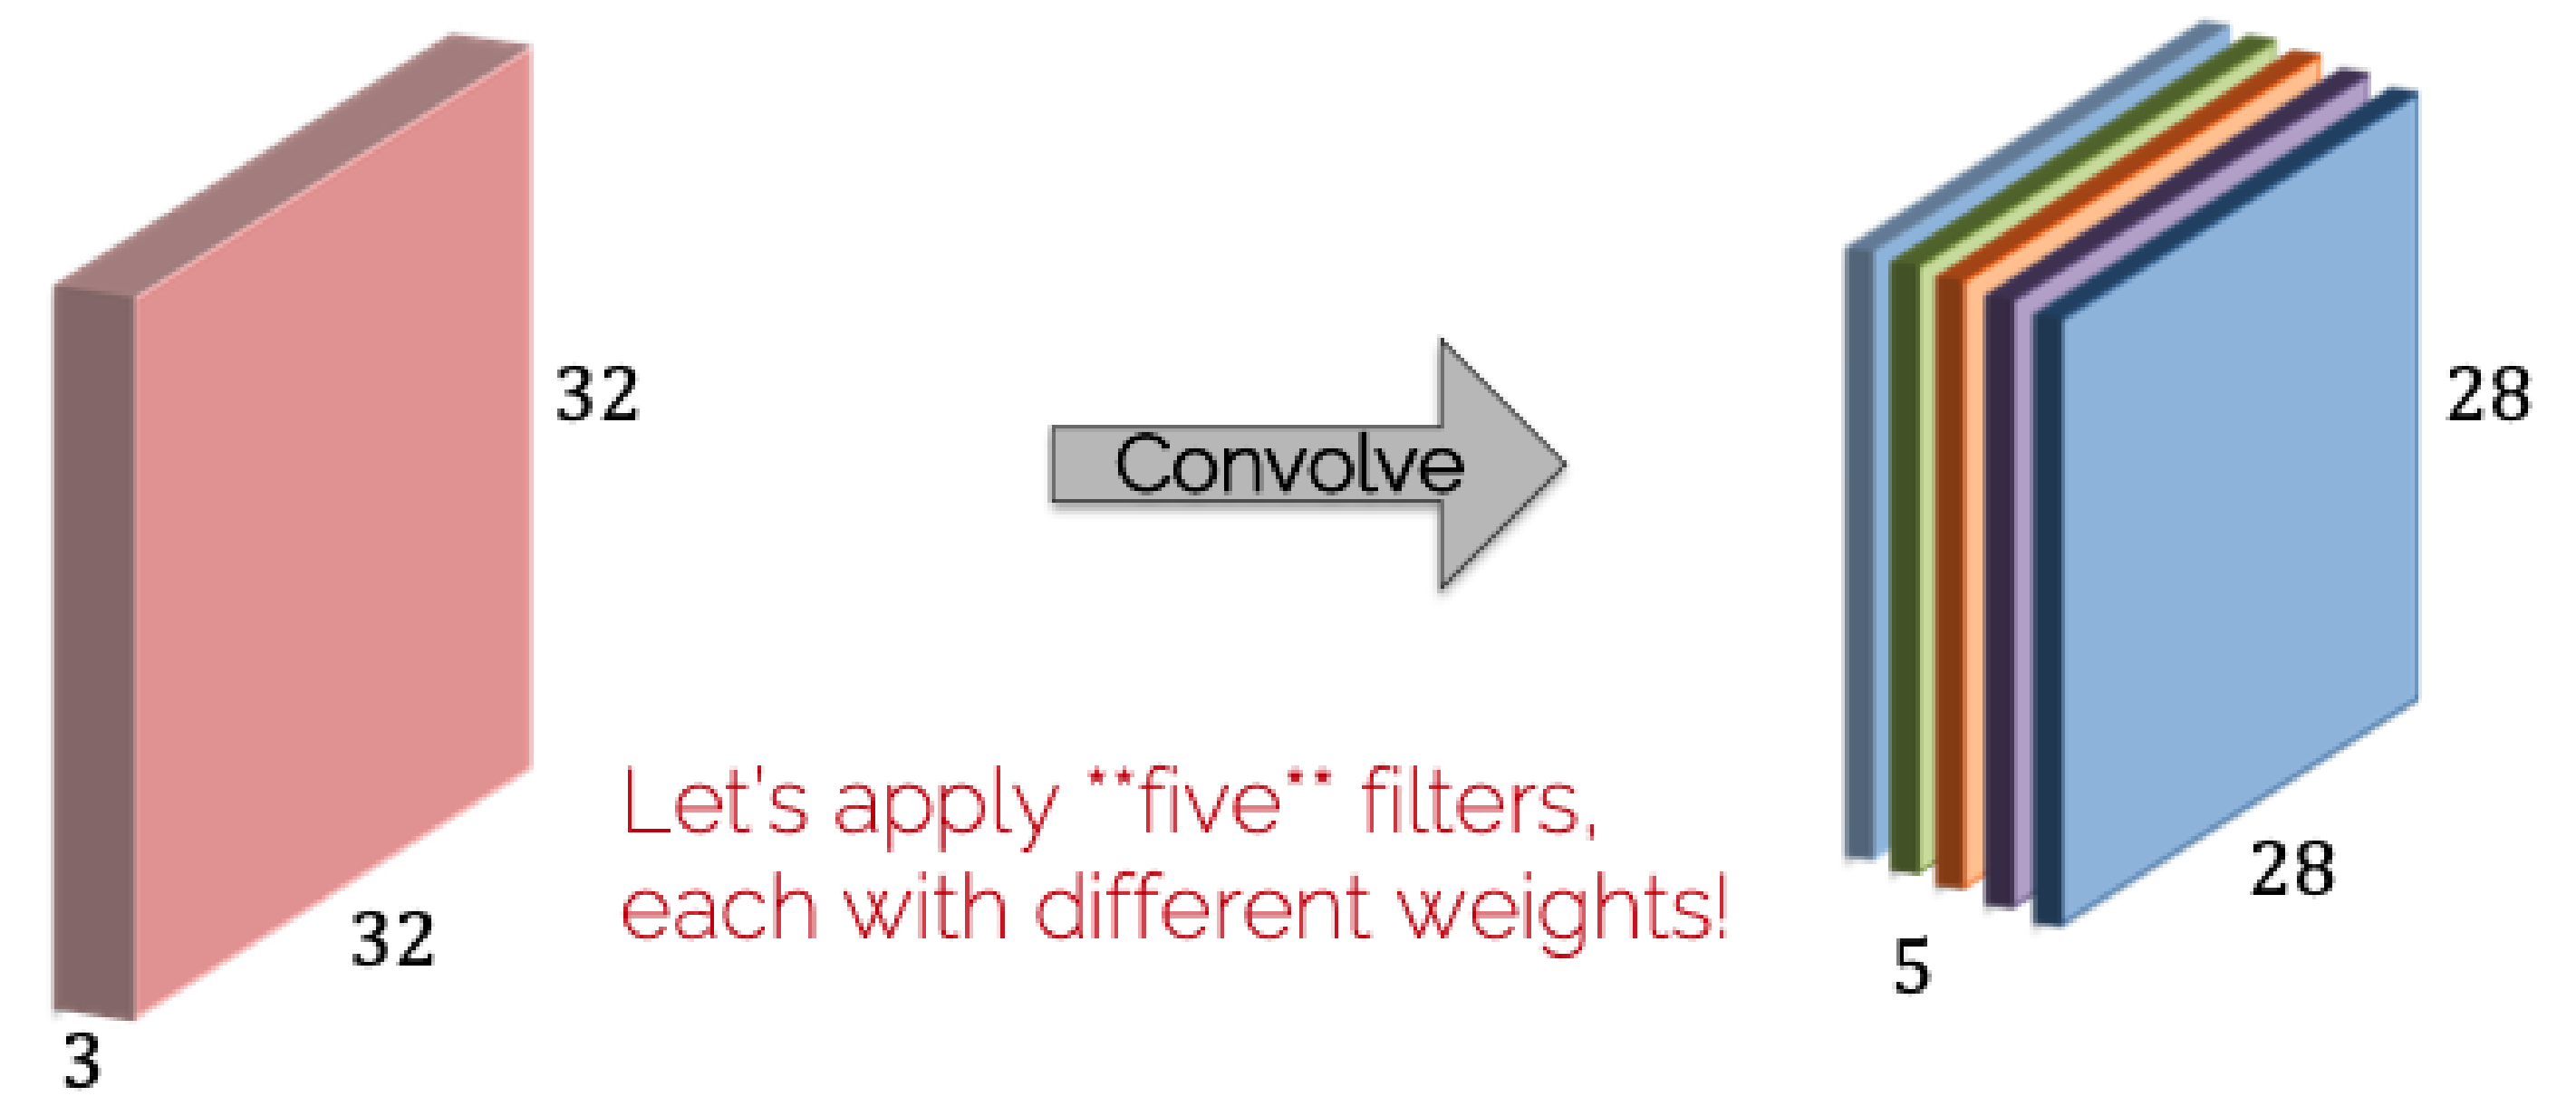 32
32
3
Convolve
Let's apply **five** filters,
each with different weights!
28
28
5